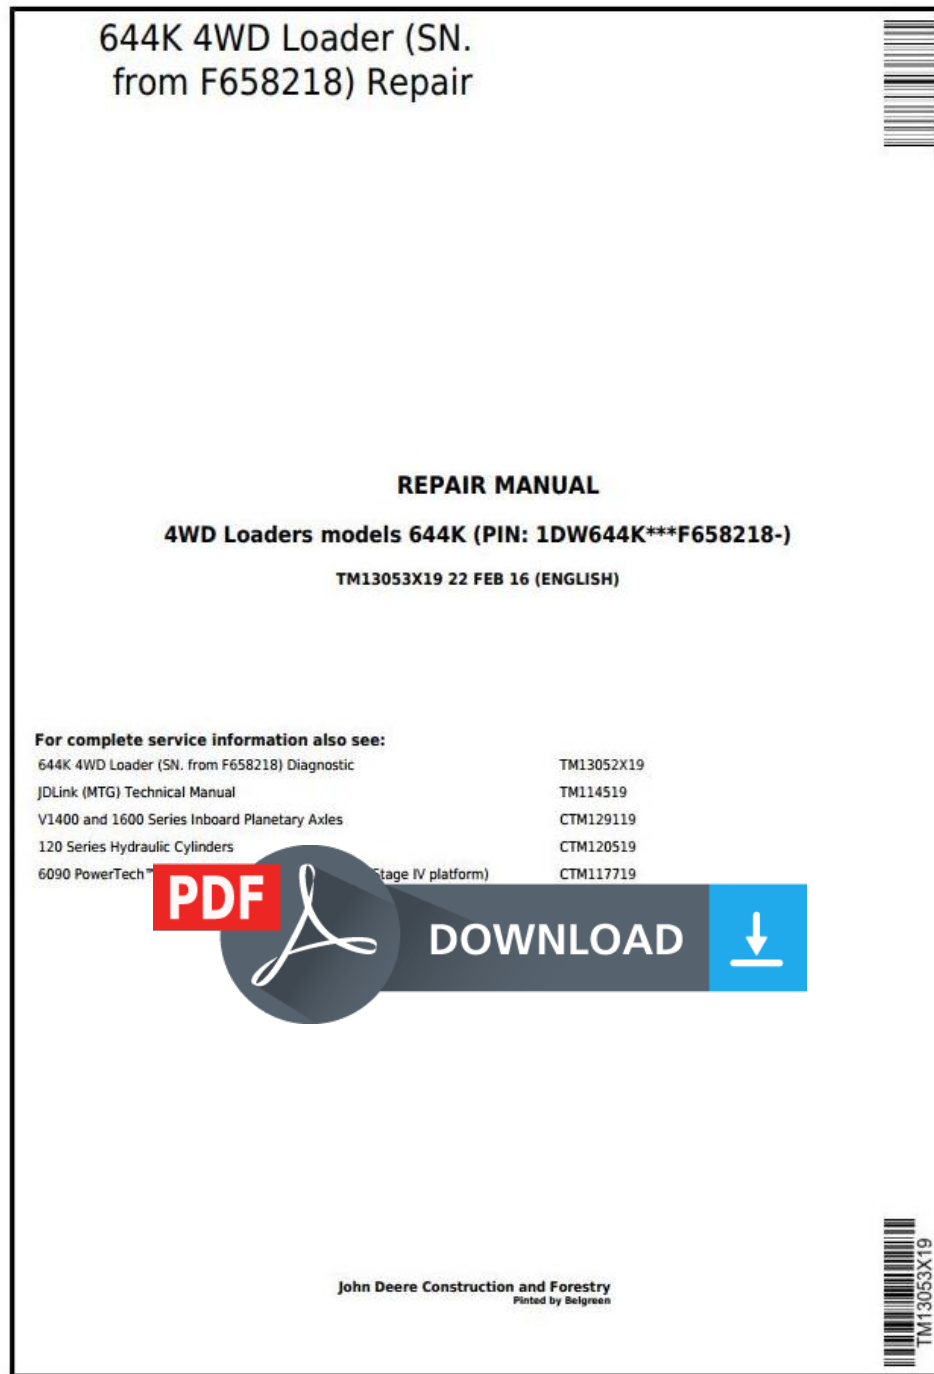 644K 4WD Loader (SN.
from F658218) Repair
REPAIR MANUAL
4WD Loaders models 644K (PIN: 1DW644K***F658218-)
TM13053X19 22 FEB 16 (ENGLISH)
For complete service information also see:
644K 4WD Loader (SN. from F658218) Diagnostic TM13052X19
JDLink (MTG) Technical Manual TM114519
V1400 and 1600 Series Inboard Planetary Axles CTM129119
120 Series Hydraulic Cylinders CTM120519
6090 PowerTech™ Stage IV platform) CTM117719
PDF
DOWNLOAD
John Deere Construction and Forestry
Pinted by Belgreen
TM13053X19